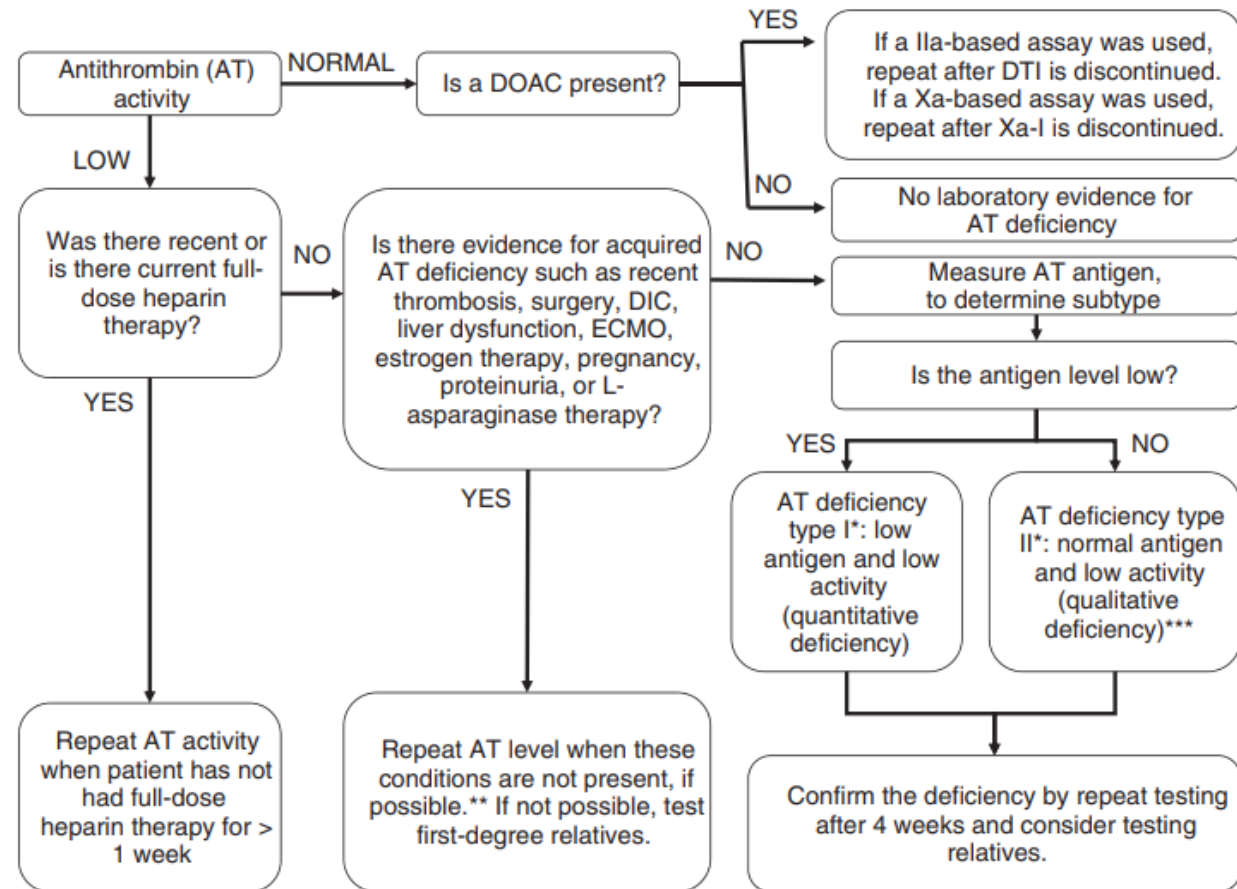 Antithrombin (AT)
activity
NORMAL
Is a DOAC present?
YES
If a IIa-based assay was used,
repeat after DTI is discontinued.
If a Xa-based assay was used,
repeat after Xa-I is discontinued.
NO
No laboratory evidence for
AT deficiency
LOW
Was there recent or
is there current full-
dose heparin
therapy?
NO
Is there evidence for acquired
AT deficiency such as recent
thrombosis, surgery, DIC,
liver dysfunction, ECMO,
estrogen therapy, pregnancy,
proteinuria, or L-
asparaginase therapy?
NO
Measure AT antigen,
to determine subtype
Is the antigen level low?
YES
NO
AT deficiency
type I*: low
antigen and low
activity
(quantitative
deficiency)
AT deficiency type
II*: normal antigen
and low activity
(qualitative
deficiency)***
YES
Repeat AT activity
when patient has not
had full-dose
heparin therapy for >
1 week
YES
Repeat AT level when these
conditions are not present, if
possible.** If not possible, test
first-degree relatives.
Confirm the deficiency by repeat testing
after 4 weeks and consider testing
relatives.